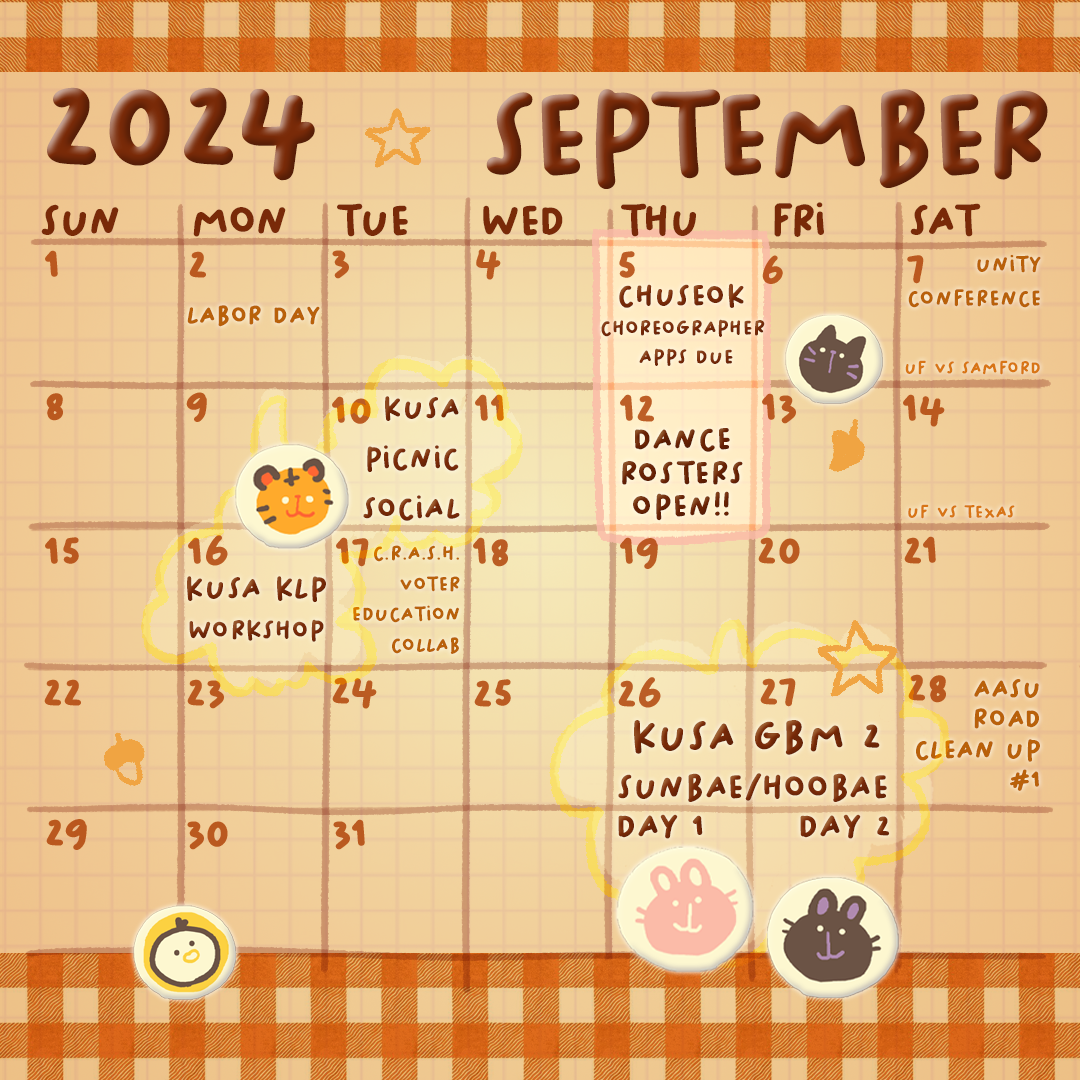 2024 SEPTEMBER
SUN MON TUE WED THU FRi SAT
1 2 3 4 5 6 7
LABOR DAY
CHUSEOK
CHOREOGRAPHER
APPS DUE
UNiTY
CONFERENCE
UF VS SAMFORD
8 9 10 11 12 13 14
KUSA
PiCNiC
SOCiAL
DANCE
ROSTERS
OPEN!!
UF VS TEXAS
15 16 17 18 19 20 21
KUSA KLP
WORKSHOP
C.R.A.S.H.
VOTER
EDUCATiON
COLLAB
22 23 24 25 26 27 28
KUSA GBM 2
SUNBAE/HOOBAE
DAY 1 DAY 2
AASU
ROAD
CLEAN UP
#1
29 30 31